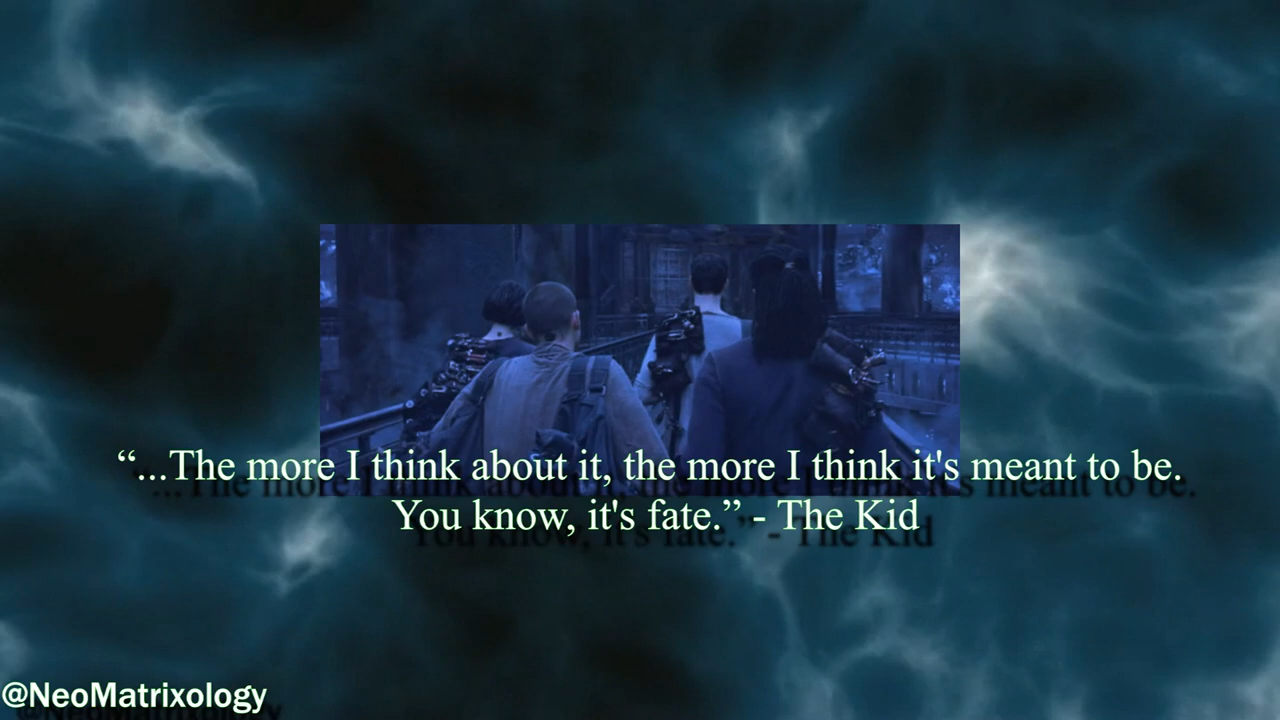 “...The more I think about it, the more I think it's meant to be.
You know, it's fate.” - The Kid
@NeoMatrixology